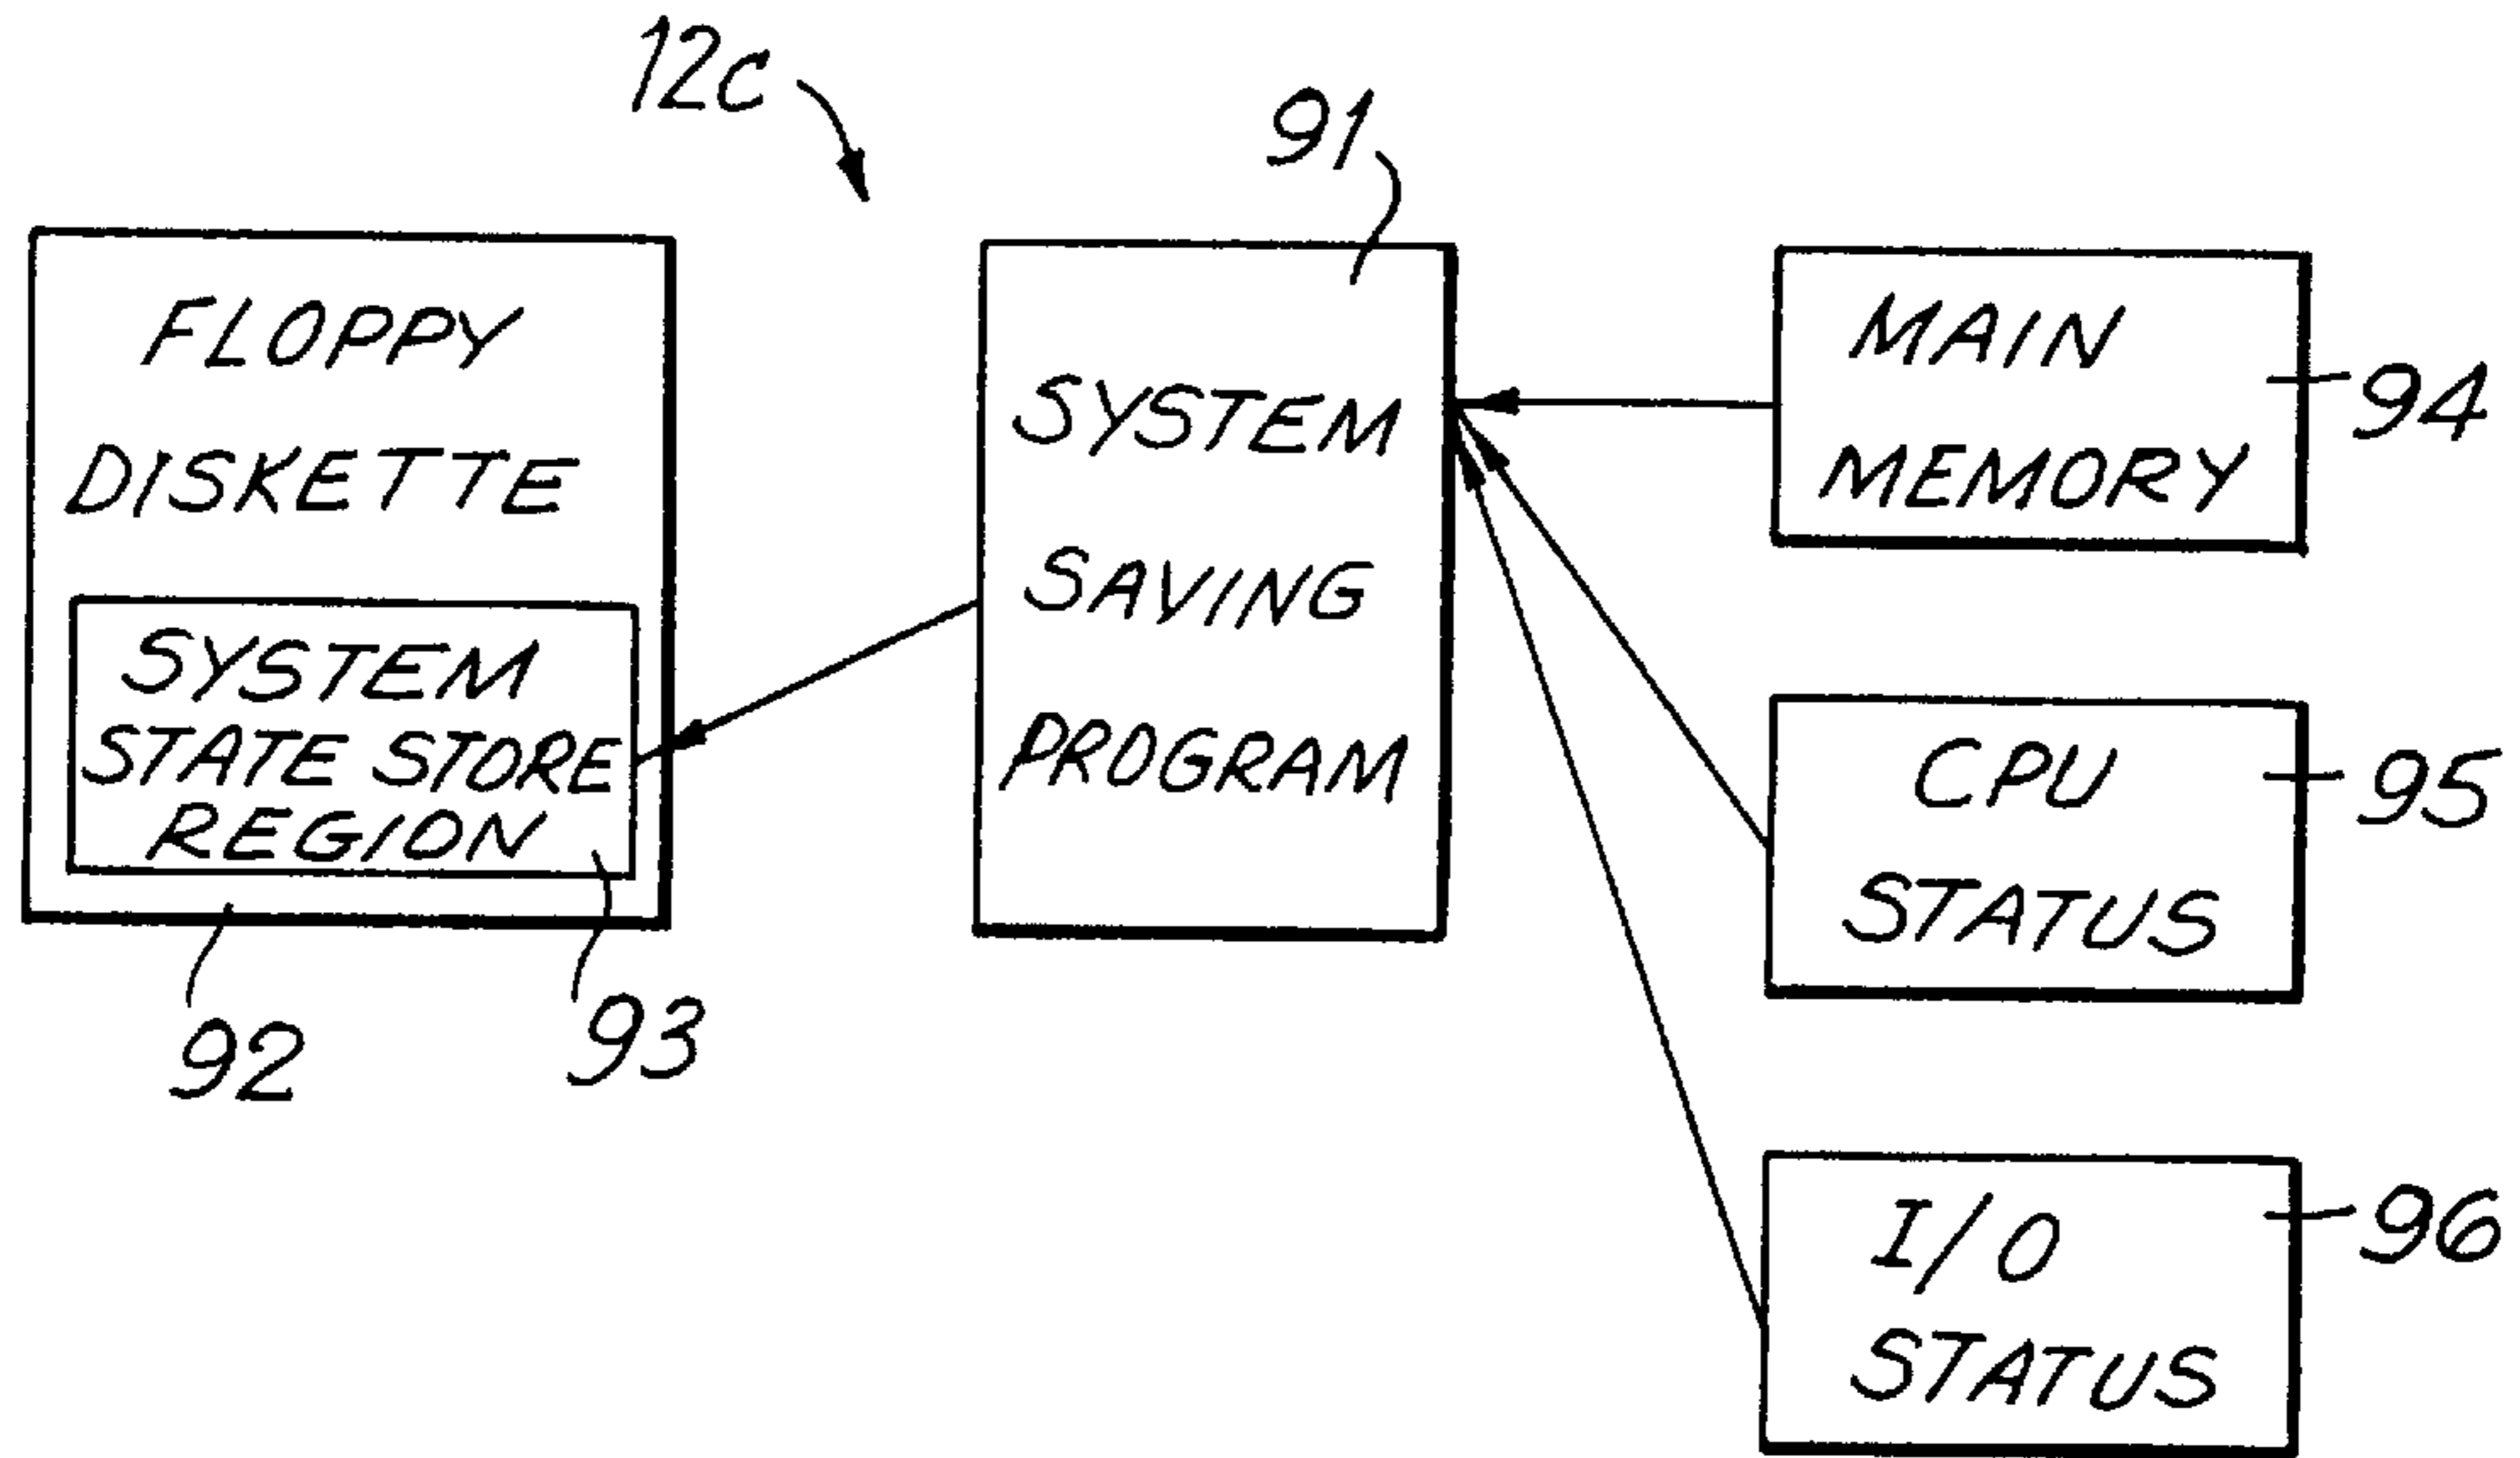 12c
91
FLOPPY
DISKETTE
SYSTEM
STATE STORE
REGION
92
93
SYSTEM
SAVING
PROGRAM
MAIN
MEMORY
94
CPU
STATUS
95
I/O
STATUS
96